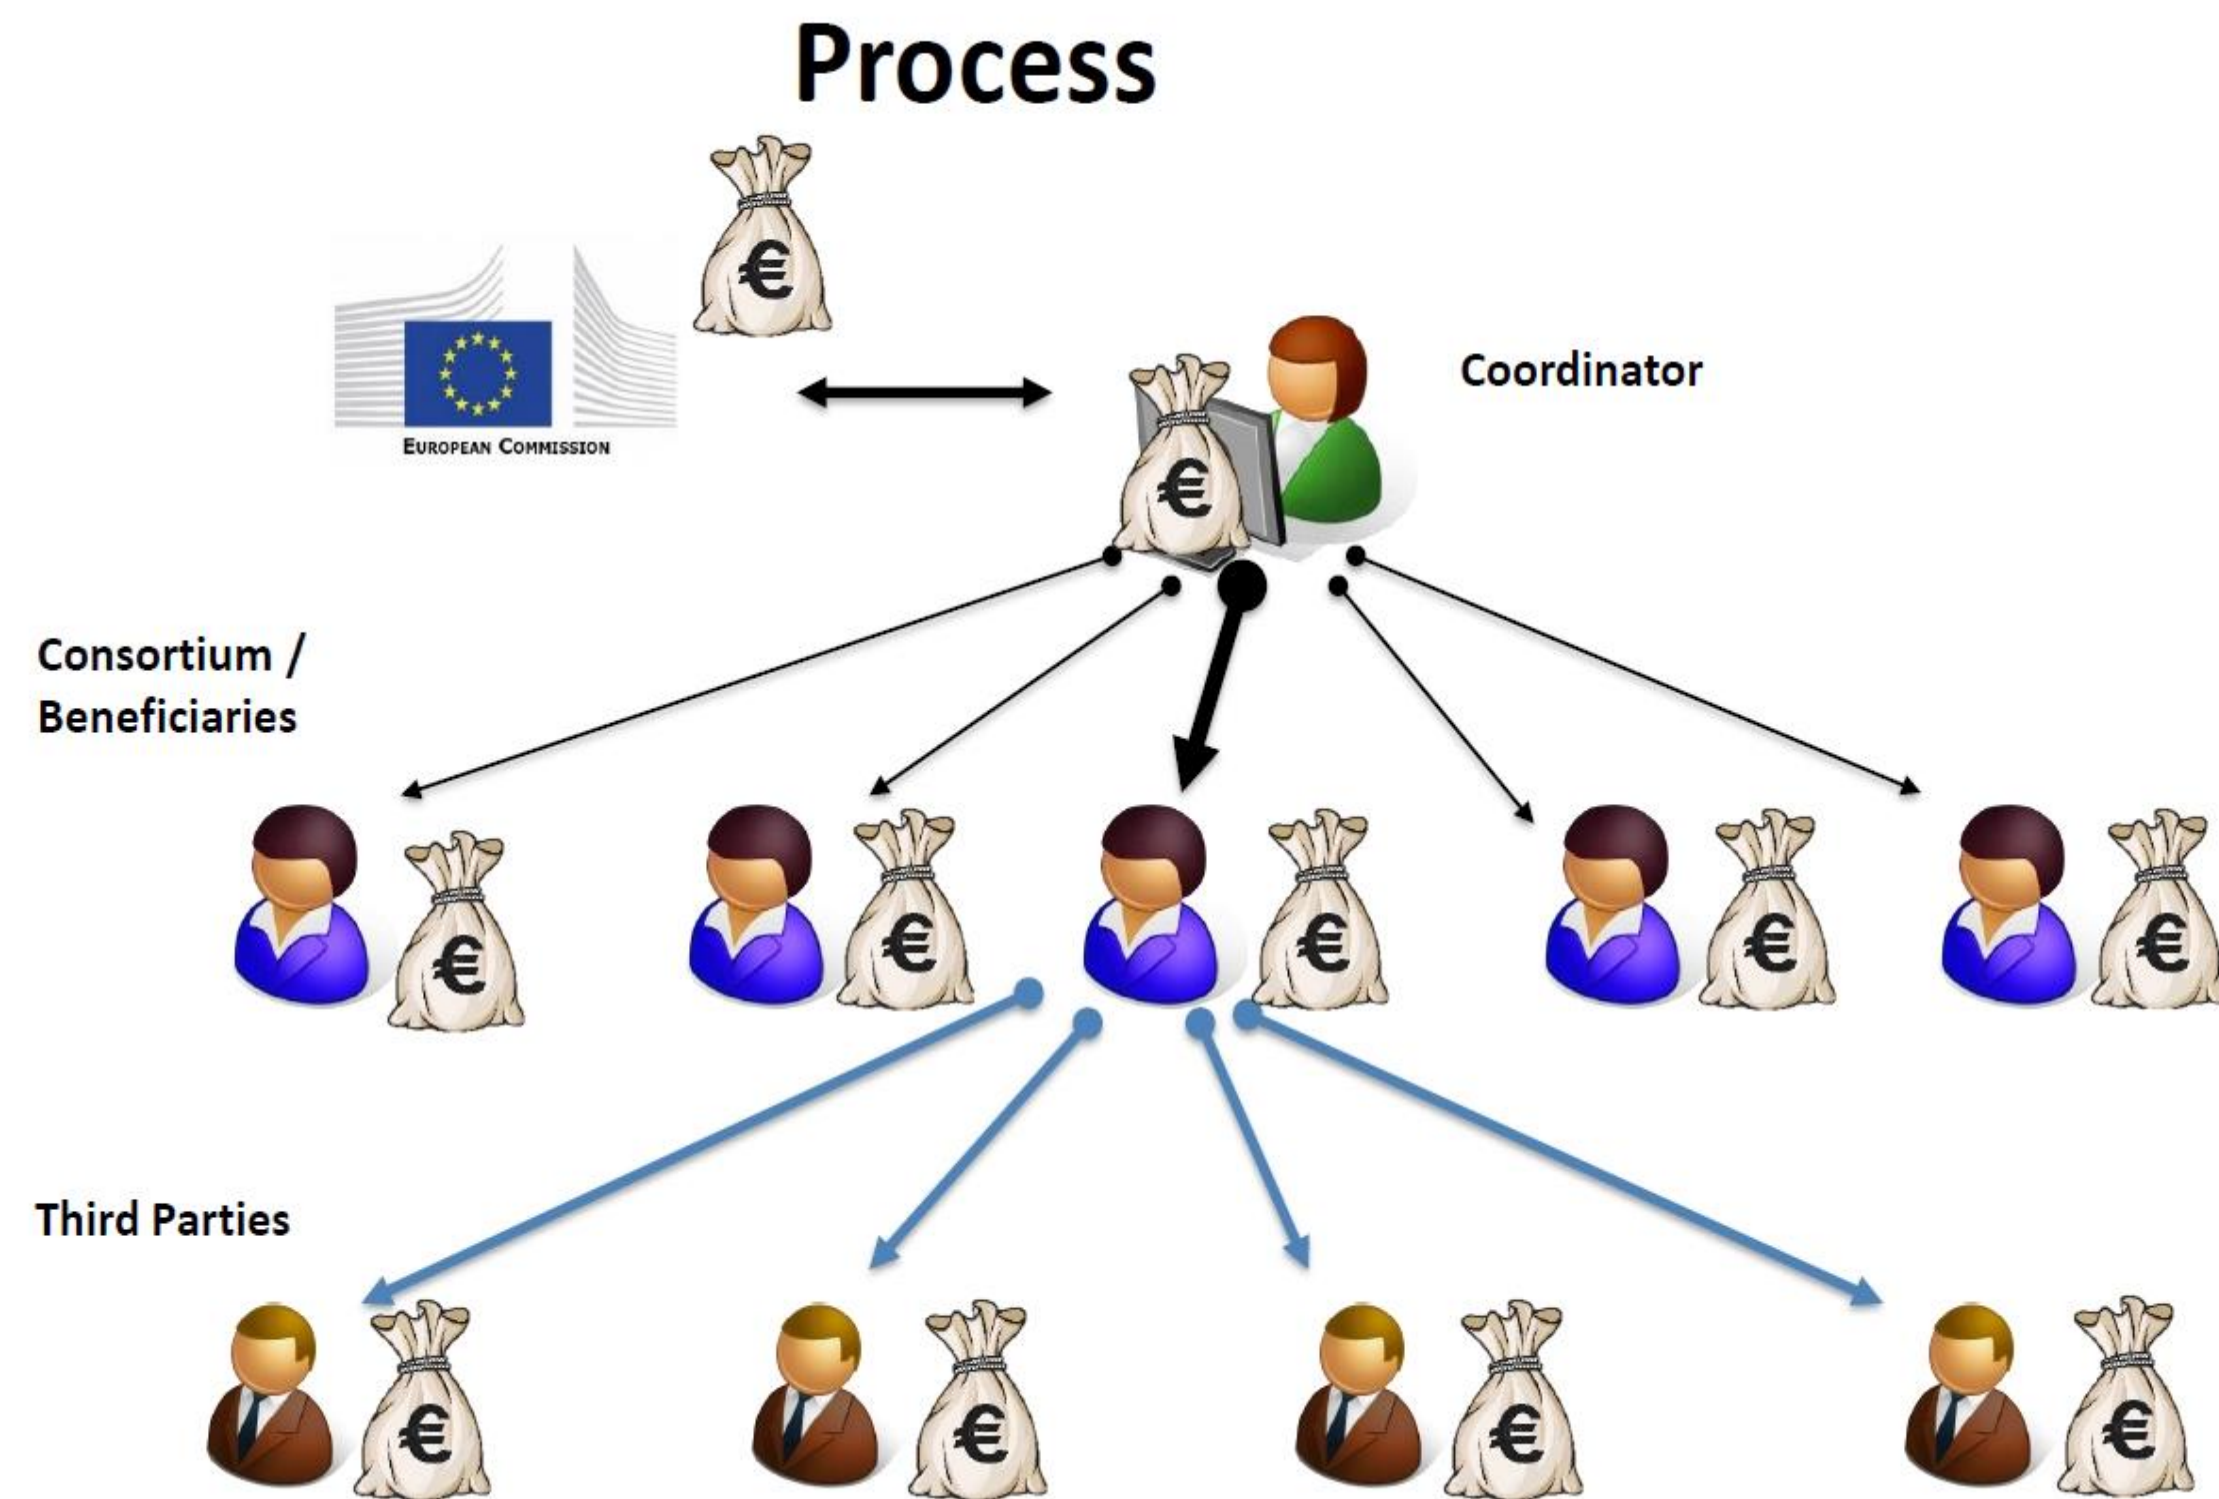 Process
€
EUROPEAN COMMISSION
Coordinator
€
Consortium /
Beneficiaries
€
€
€
€
€
Third Parties
€
€
€
€